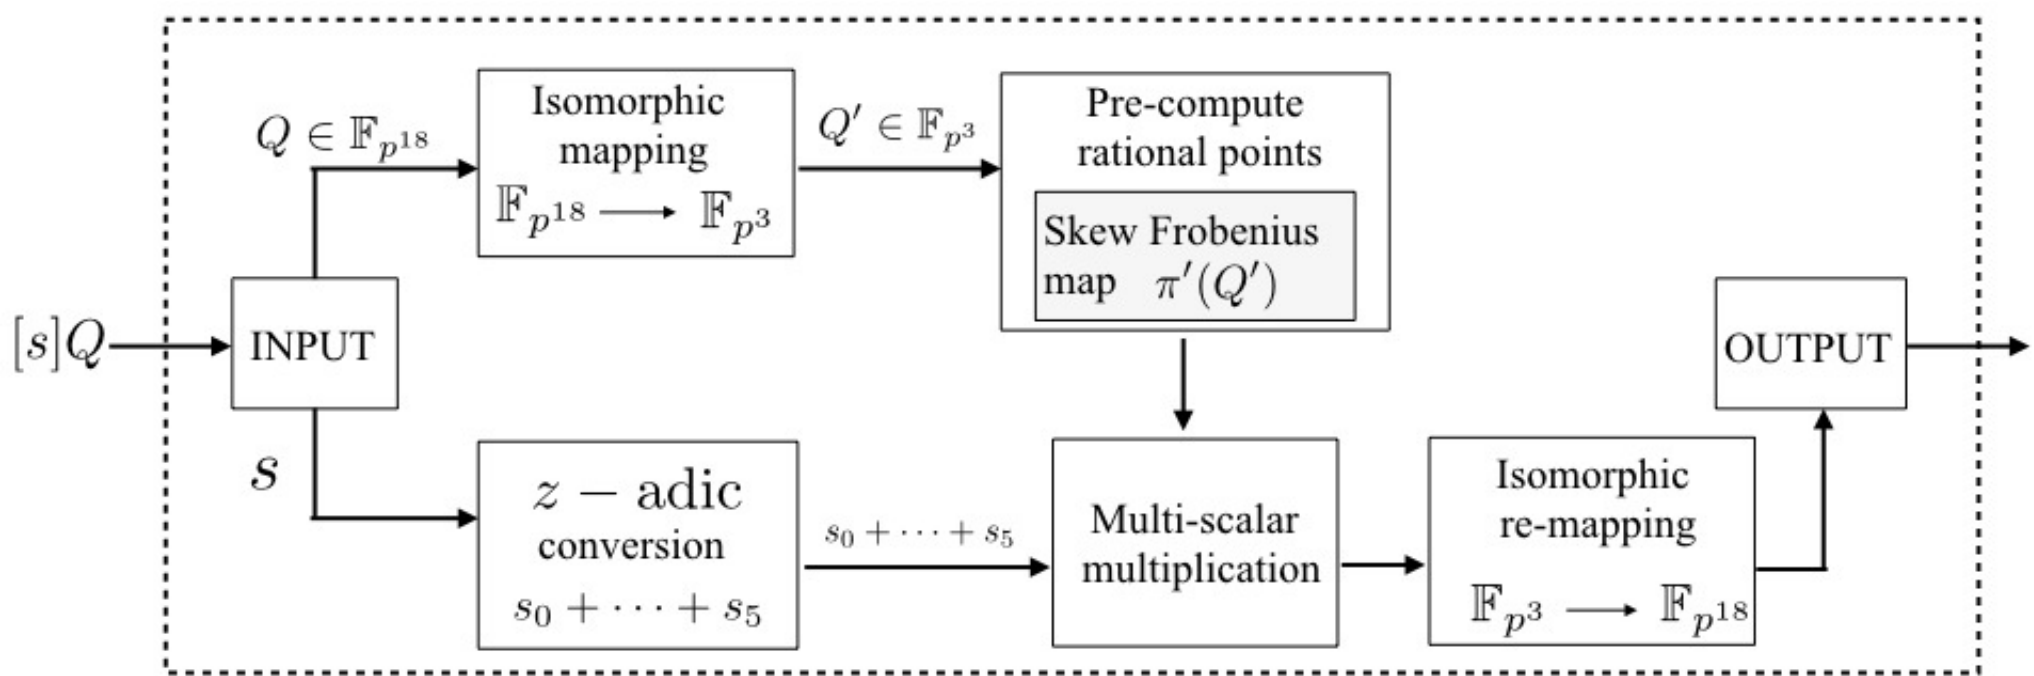 [s]Q
INPUT
Q ∈ 𝔽_{p^{18}}
Isomorphic
mapping
𝔽_{p^{18}} ⟶ 𝔽_{p^3}
Q′ ∈ 𝔽_{p^3}
Pre-compute
rational points
Skew Frobenius
map π′(Q′)
s
z − adic
conversion
s_0 + ⋯ + s_5
s_0 + ⋯ + s_5
Multi-scalar
multiplication
Isomorphic
re-mapping
𝔽_{p^3} ⟶ 𝔽_{p^{18}}
OUTPUT